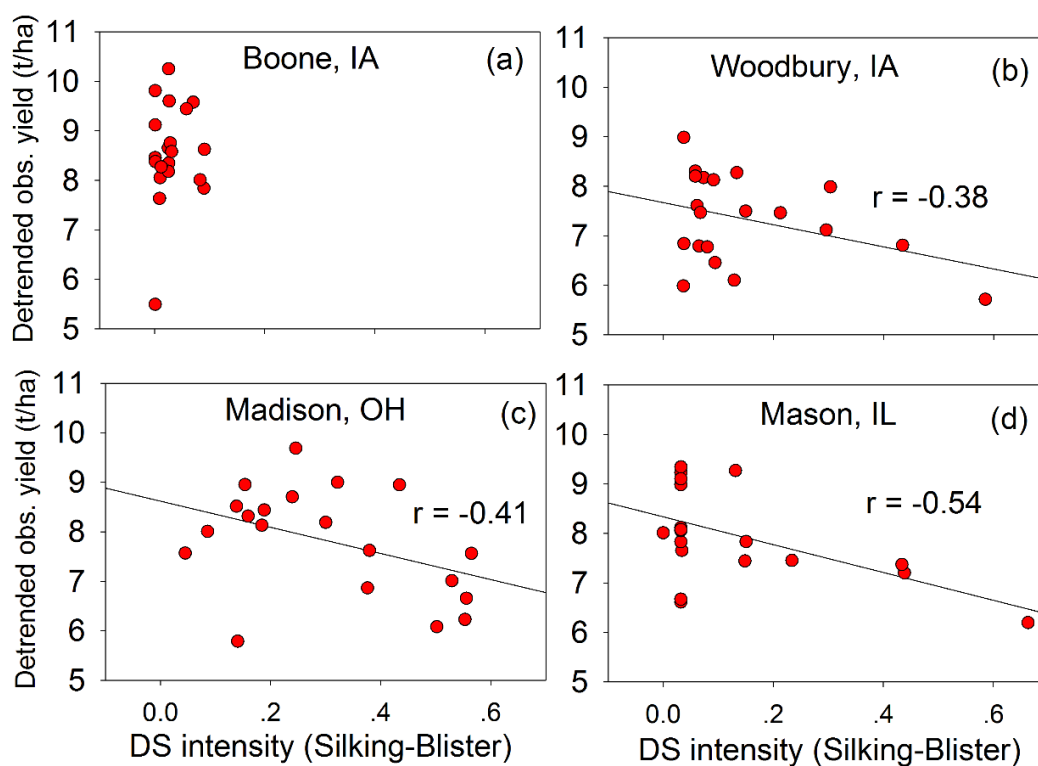 Detrended obs. yield (t/ha)
11
10
9
8
7
6
5
Boone, IA
(a)
11
10
9
8
7
6
5
Woodbury, IA
(b)
r = -0.38
Detrended obs. yield (t/ha)
11
10
9
8
7
6
5
Madison, OH
(c)
r = -0.41
0.0 .2 .4 .6
DS intensity (Silking-Blister)
11
10
9
8
7
6
5
Mason, IL
(d)
r = -0.54
0.0 .2 .4 .6
DS intensity (Silking-Blister)